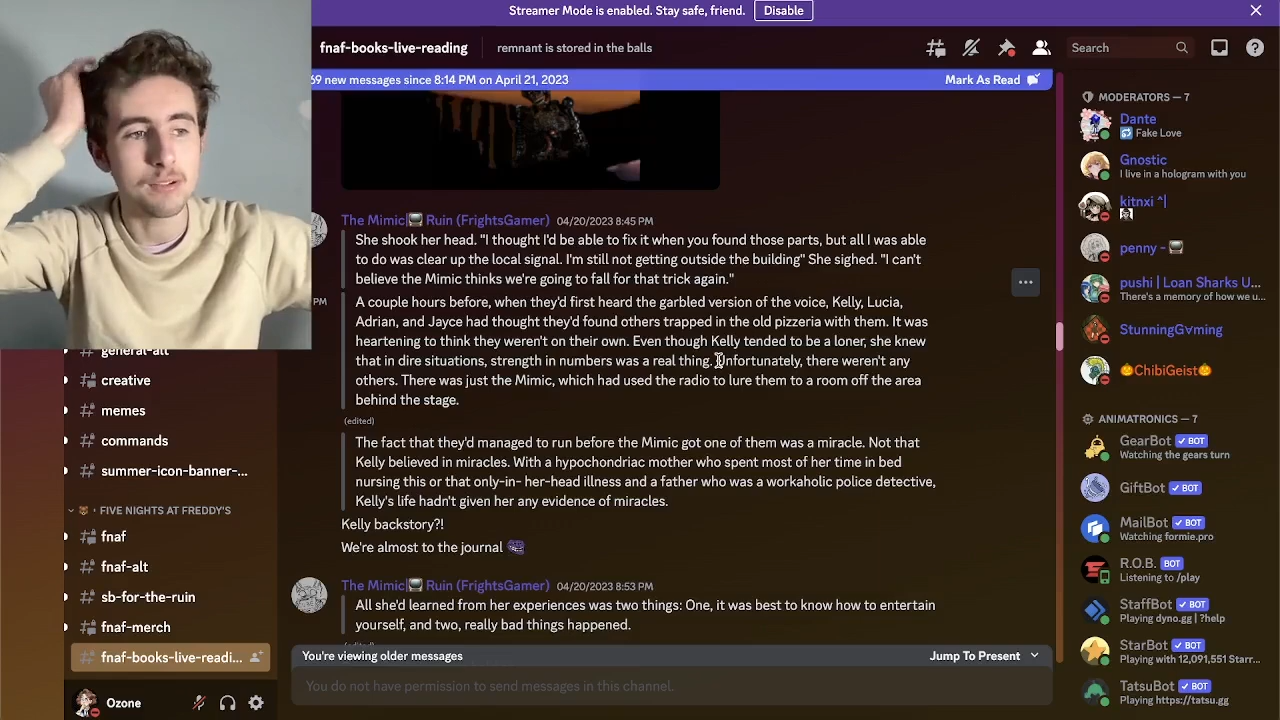 Streamer Mode is enabled. Stay safe, friend.
Disable
fnaf-books-live-reading
remnant is stored in the balls
Search
69 new messages since 8:14 PM on April 21, 2023
Mark As Read
The Mimic| Ruin (FrightsGamer) 04/20/2023 8:45 PM
She shook her head. "I thought I'd be able to fix it when you found those parts, but all I was able
to do was clear up the local signal. I'm still not getting outside the building" She sighed. "I can't
believe the Mimic thinks we're going to fall for that trick again."
PM
A couple hours before, when they'd first heard the garbled version of the voice, Kelly, Lucia,
Adrian, and Jayce had thought they'd found others trapped in the old pizzeria with them. It was
heartening to think they weren't on their own. Even though Kelly tended to be a loner, she knew
that in dire situations, strength in numbers was a real thing. Unfortunately, there weren't any
others. There was just the Mimic, which had used the radio to lure them to a room off the area
behind the stage.
(edited)
The fact that they'd managed to run before the Mimic got one of them was a miracle. Not that
Kelly believed in miracles. With a hypochondriac mother who spent most of her time in bed
nursing this or that only-in- her-head illness and a father who was a workaholic police detective,
Kelly's life hadn't given her any evidence of miracles.
Kelly backstory?!
We're almost to the journal
The Mimic| Ruin (FrightsGamer) 04/20/2023 8:53 PM
All she'd learned from her experiences was two things: One, it was best to know how to entertain
yourself, and two, really bad things happened.
You're viewing older messages
Jump To Present
You do not have permission to send messages in this channel.
general-alt
creative
memes
commands
summer-icon-banner-...
FIVE NIGHTS AT FREDDY'S
fnaf
fnaf-alt
sb-for-the-ruin
fnaf-merch
fnaf-books-live-readi...
Ozone
MODERATORS — 7
Dante
Fake Love
Gnostic
I live in a hologram with you
kitnxi ^|
penny -
pushi | Loan Sharks U...
There's a memory of how we u...
StunningG∀ming
ChibiGeist
ANIMATRONICS — 7
GearBot ✓ BOT
Watching the gears turn
GiftBot ✓ BOT
MailBot ✓ BOT
Watching formie.pro
R.O.B. BOT
Listening to /play
StaffBot ✓ BOT
Playing dyno.gg | ?help
StarBot ✓ BOT
Playing with 12,091,551 Starr...
TatsuBot ✓ BOT
Playing https://tatsu.gg